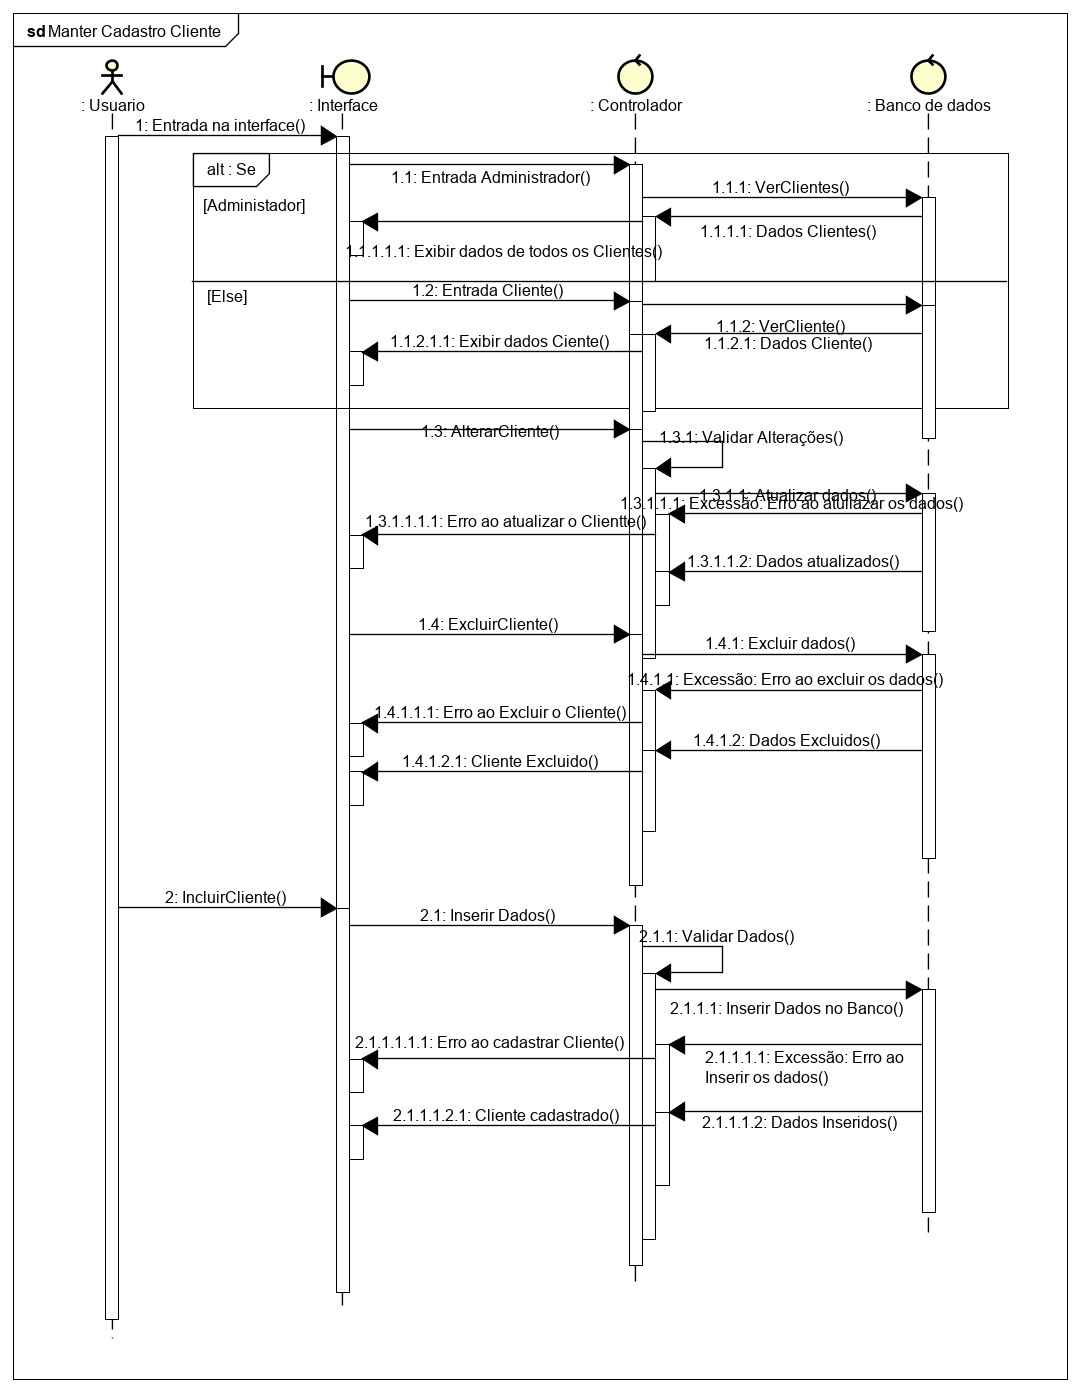 sd Manter Cadastro Cliente
: Usuario
: Interface
: Controlador
: Banco de dados
1: Entrada na interface()
alt : Se
[Administador]
1.1: Entrada Administrador()
1.1.1: VerClientes()
1.1.1.1: Dados Clientes()
1.1.1.1.1: Exibir dados de todos os Clientes()
[Else]
1.2: Entrada Cliente()
1.1.2: VerCliente()
1.1.2.1: Dados Cliente()
1.1.2.1.1: Exibir dados Ciente()
1.3: AlterarCliente()
1.3.1: Validar Alterações()
1.3.1.1: Atualizar dados()
1.3.1.1.1: Excessão: Erro ao atuliazar os dados()
1.3.1.1.1.1: Erro ao atualizar o Clientte()
1.3.1.1.2: Dados atualizados()
1.4: ExcluirCliente()
1.4.1: Excluir dados()
1.4.1.1: Excessão: Erro ao excluir os dados()
1.4.1.1.1: Erro ao Excluir o Cliente()
1.4.1.2: Dados Excluidos()
1.4.1.2.1: Cliente Excluido()
2: IncluirCliente()
2.1: Inserir Dados()
2.1.1: Validar Dados()
2.1.1.1: Inserir Dados no Banco()
2.1.1.1.1.1: Erro ao cadastrar Cliente()
2.1.1.1.1: Excessão: Erro ao
Inserir os dados()
2.1.1.1.2.1: Cliente cadastrado()
2.1.1.1.2: Dados Inseridos()